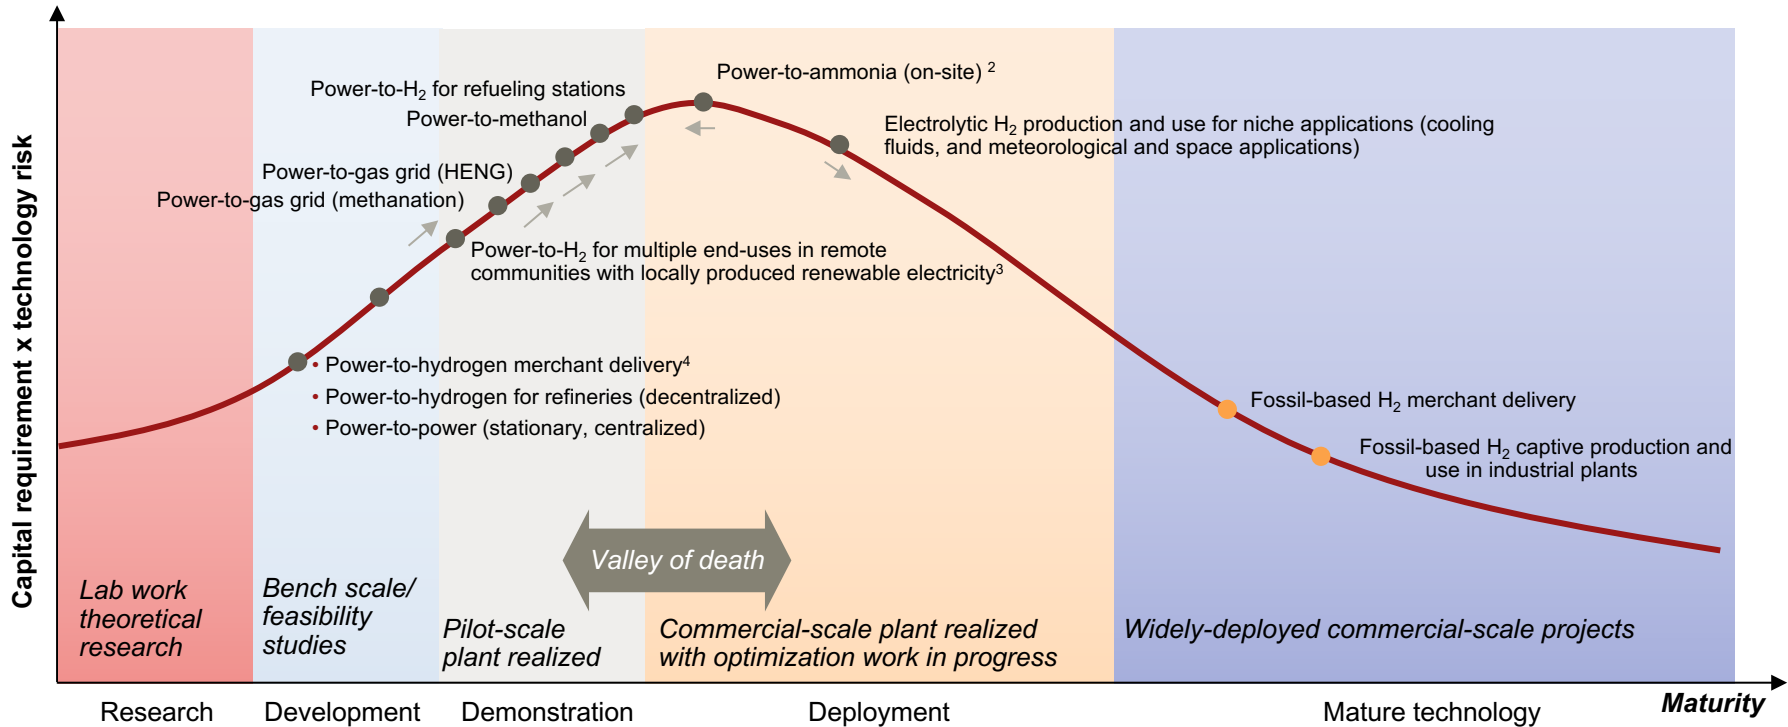 Capital requirement x technology risk
Power-to-ammonia (on-site) 2
Power-to-H2 for refueling stations
Power-to-methanol
Electrolytic H2 production and use for niche applications (cooling
fluids, and meteorological and space applications)
Power-to-gas grid (HENG)
Power-to-gas grid (methanation)
Power-to-H2 for multiple end-uses in remote
communities with locally produced renewable electricity3
• Power-to-hydrogen merchant delivery4
• Power-to-hydrogen for refineries (decentralized)
• Power-to-power (stationary, centralized)
Fossil-based H2 merchant delivery
Fossil-based H2 captive production and
use in industrial plants
Valley of death
Lab work
theoretical
research
Bench scale/
feasibility
studies
Pilot-scale
plant realized
Commercial-scale plant realized
with optimization work in progress
Widely-deployed commercial-scale projects
Research
Development
Demonstration
Deployment
Mature technology
Maturity